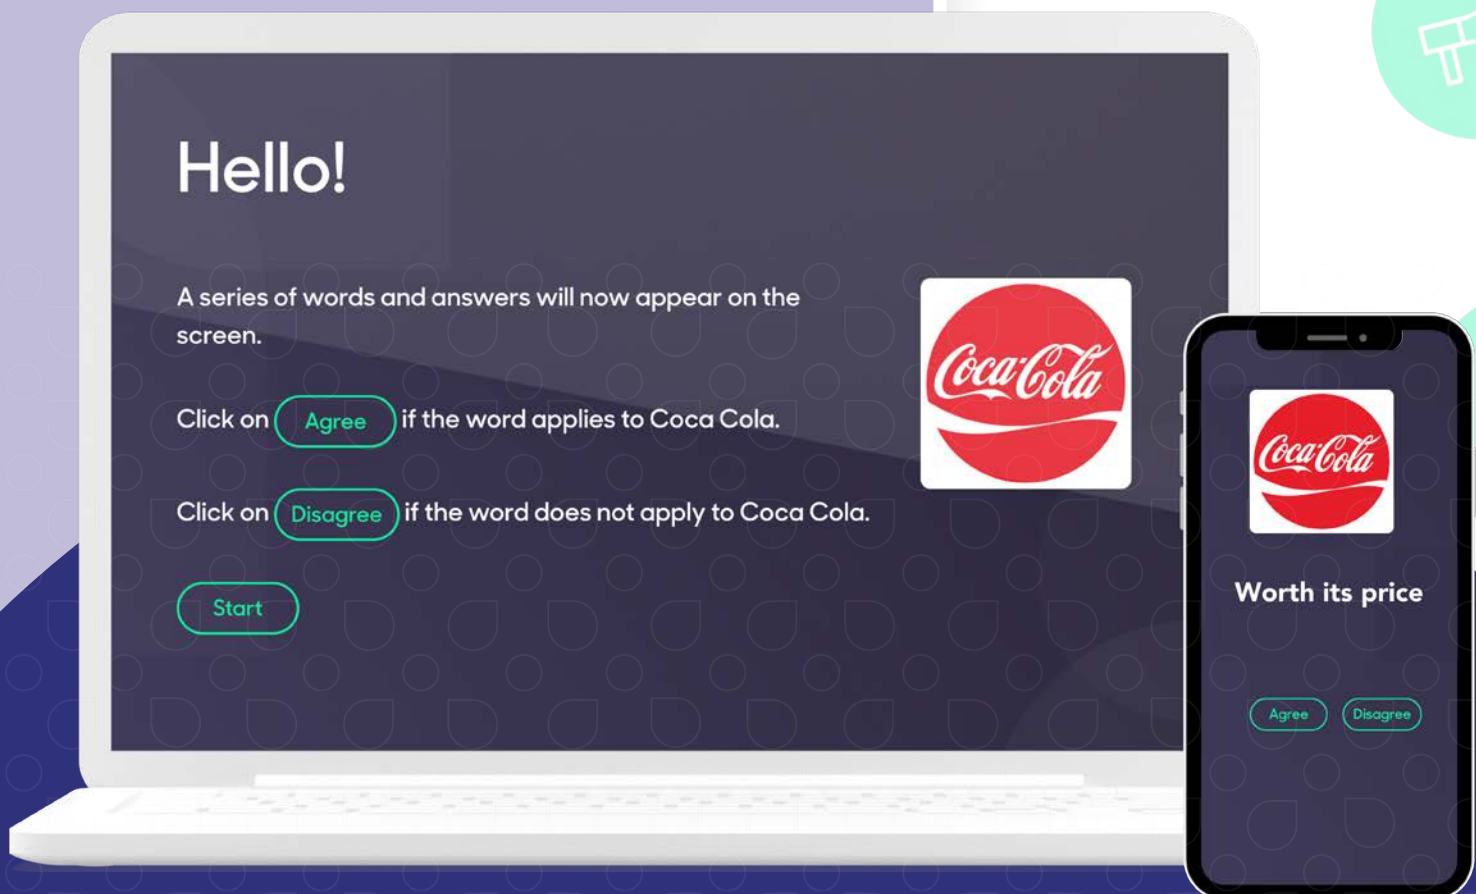 Hello!
A series of words and answers will now appear on the
screen.
Coca-Cola
Click on Agree if the word applies to Coca Cola.
Click on Disagree if the word does not apply to Coca Cola.
Start
Coca-Cola
Worth its price
Agree Disagree